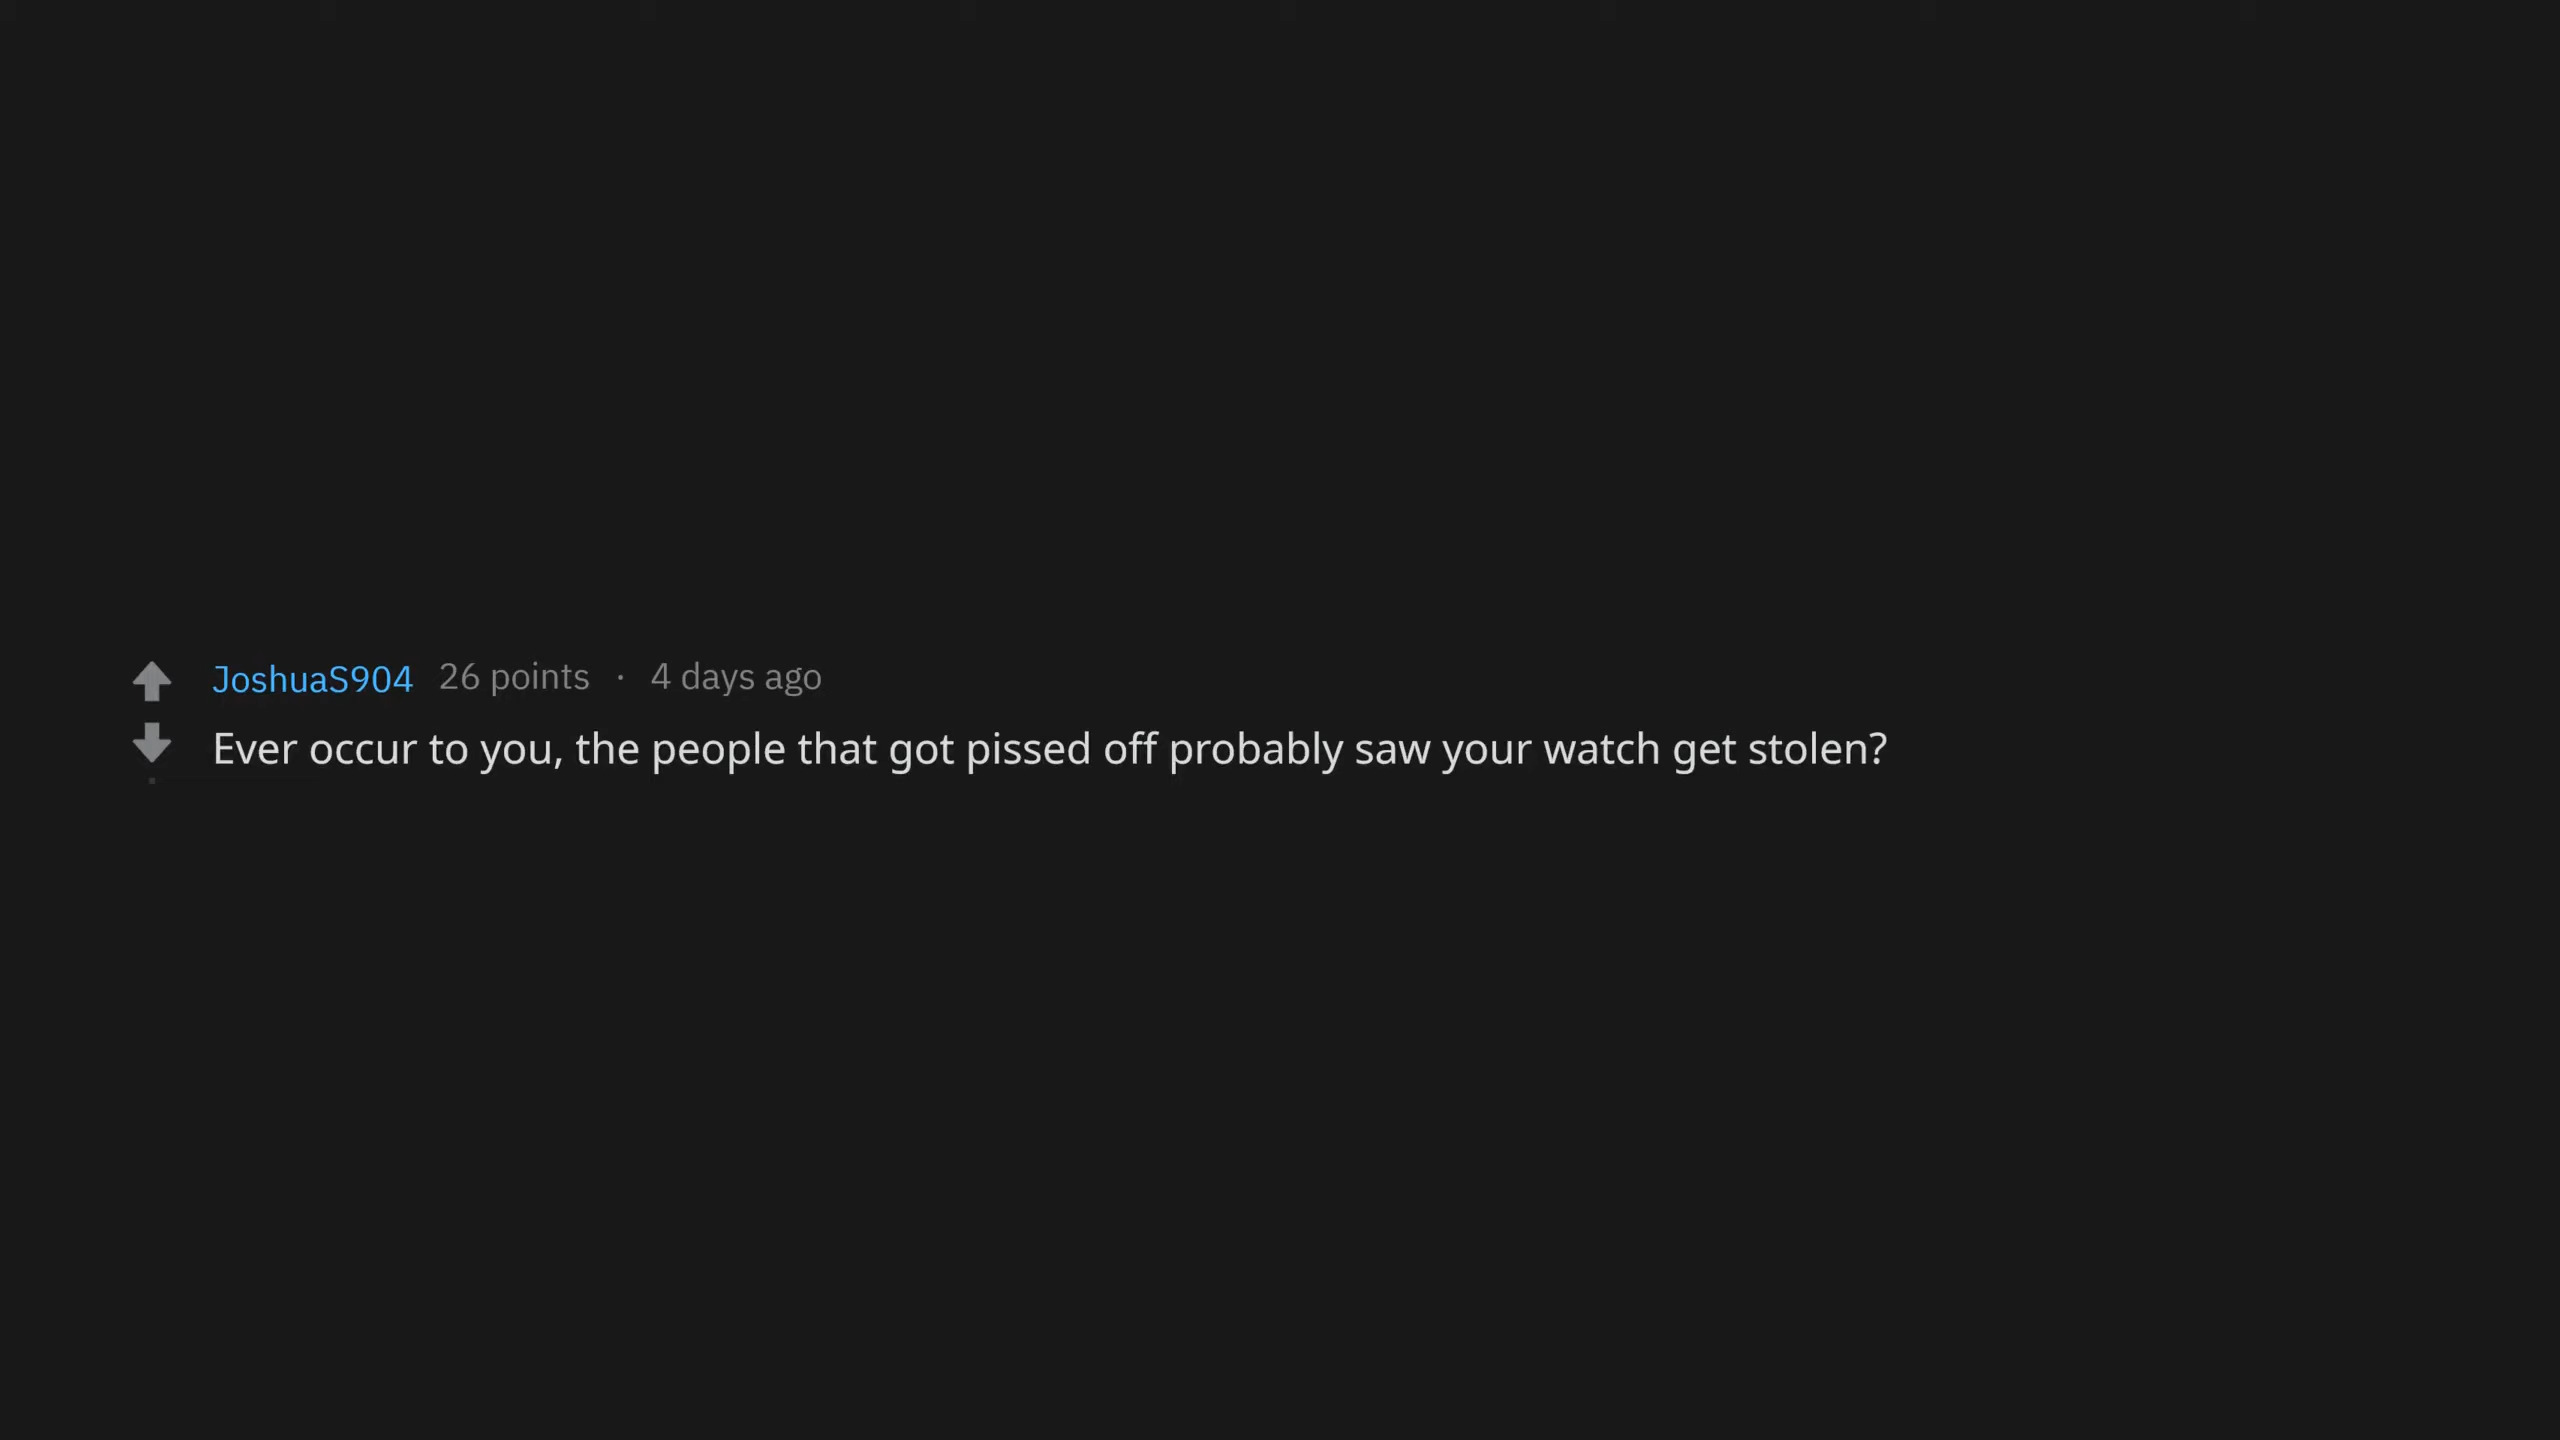 JoshuaS904 26 points · 4 days ago
Ever occur to you, the people that got pissed off probably saw your watch get stolen?